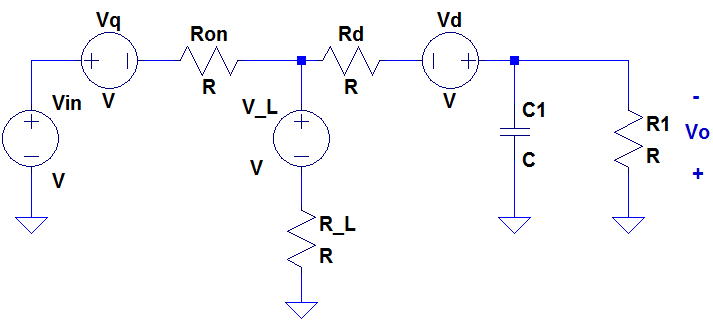 Vq
Ron
Rd
Vd
+
-
-
+
V
R
R
V
Vin
V_L
C1
R1
-
+
+
Vo
-
-
+
V
V
C
R
R_L
R